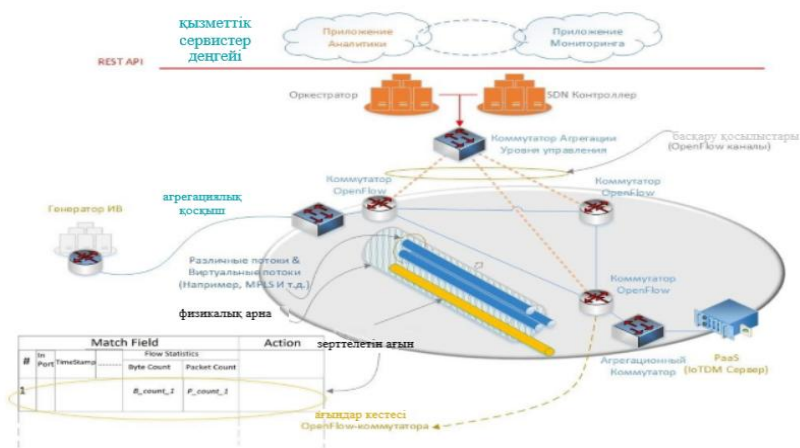 қызметтік
сервистер
деңгейі
Приложение
Аналитики
Приложение
Мониторинга
REST API
Оркестратор
SDN Контроллер
Коммутатор Агрегации
Уровня управления
басқару қосылыстары
(OpenFlow каналы)
Коммутатор
OpenFlow
Коммутатор
OpenFlow
агрегациялық
қосқыш
Генератор ИВ
Различные потоки &
Виртуальные потоки
(Например, MPLS И т.д.)
Коммутатор
OpenFlow
физикалық арна
зерттелетін ағын
Match Field
Action
#
In
Port
TimeStamp
........
Flow Statistics
Byte Count
Packet Count
1
B_count_1
P_count_1
Агрегационный
Коммутатор
PaaS
(IoTDM Сервер)
ағындар кестесі
OpenFlow-коммутатора